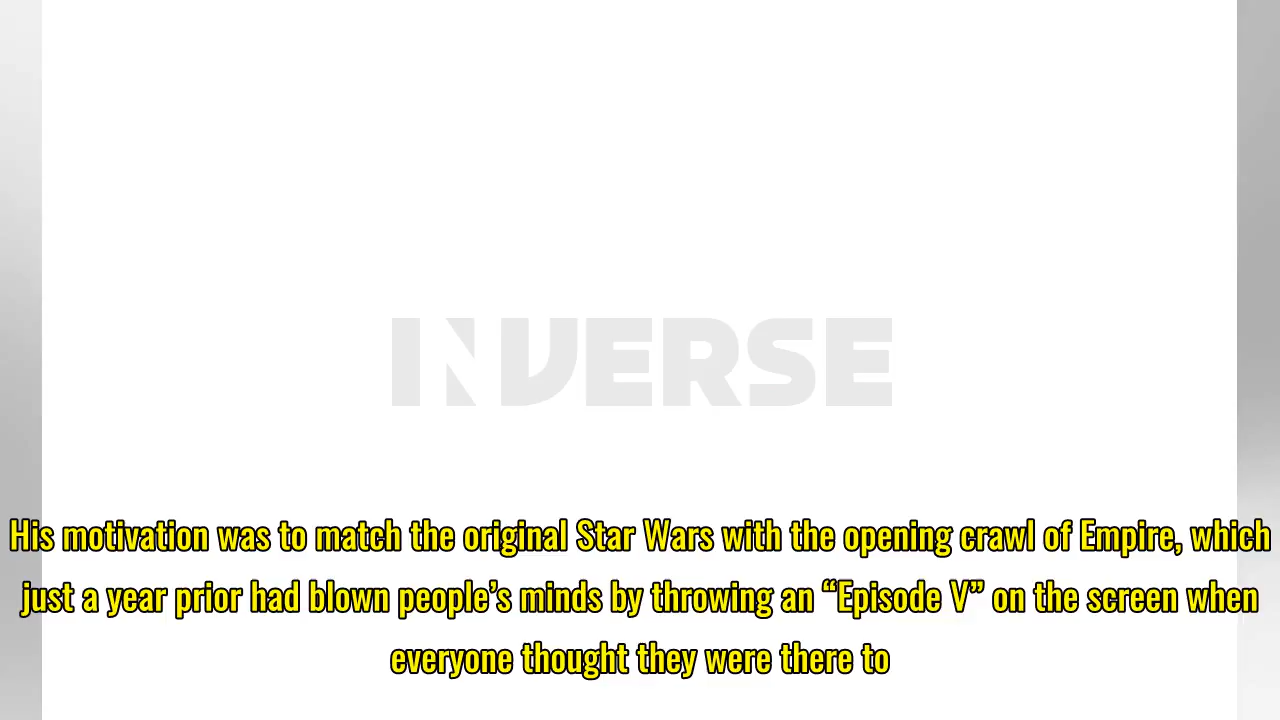 INVERSE
His motivation was to match the original Star Wars with the opening crawl of Empire, which
just a year prior had blown people’s minds by throwing an “Episode V” on the screen when
everyone thought they were there to